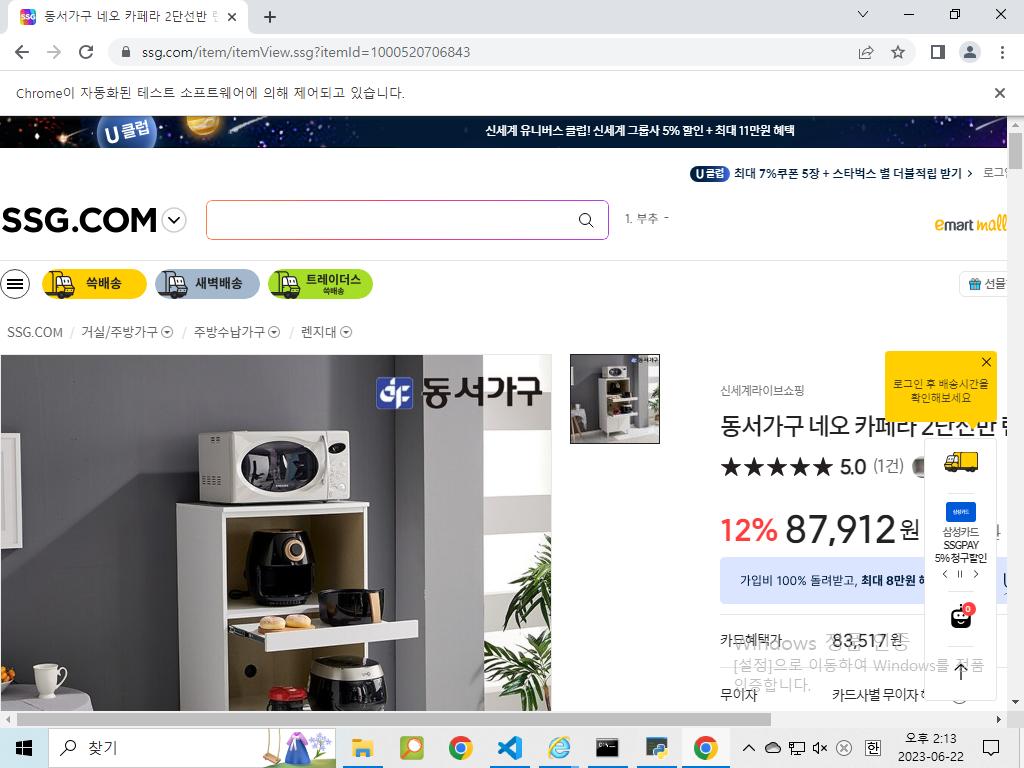 동서가구 네오 카페라 2단선반 렌
ssg.com/item/itemView.ssg?itemId=1000520706843
Chrome이 자동화된 테스트 소프트웨어에 의해 제어되고 있습니다.
U클럽
신세계 유니버스 클럽! 신세계 그룹사 5% 할인 + 최대 11만원 혜택
U클럽 최대 7%쿠폰 5장 + 스타벅스 별 더블적립 받기 > 로그인
SSG.COM
1. 부추 -
emart mall
쓱배송
새벽배송
트레이더스
쓱배송
선물
SSG.COM / 거실/주방가구 / 주방수납가구 / 렌지대
동서가구
동서가구
로그인 후 배송시간을
확인해보세요
신세계라이브쇼핑
동서가구 네오 카페라 2단선반 렌
5.0 (1건)
12% 87,912원
삼성카드
삼성카드
SSGPAY
5% 청구할인
가입비 100% 돌려받고, 최대 8만원 혜
0
카드혜택가 83,517 원
무이자 카드사별 무이자
Windows 정품 인증
[설정]으로 이동하여 Windows를 정품
인증합니다.
찾기
한
오후 2:13
2023-06-22